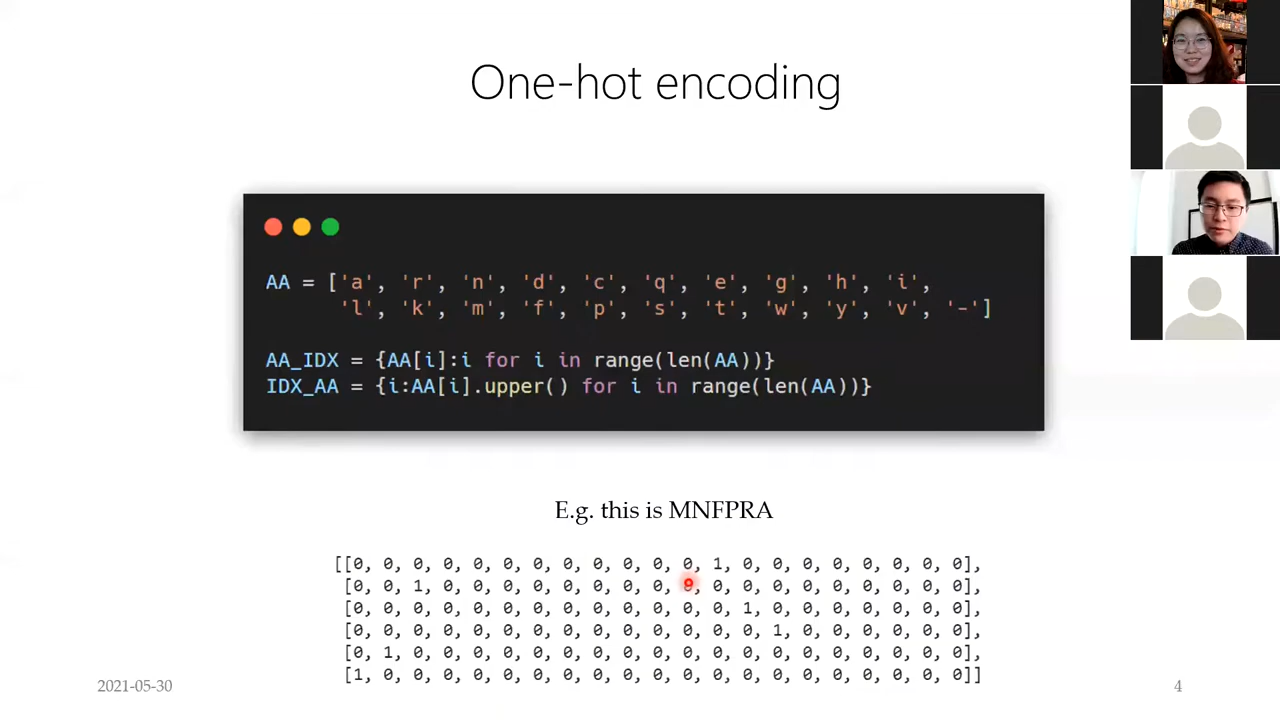 One-hot encoding
AA = ['a', 'r', 'n', 'd', 'c', 'q', 'e', 'g', 'h', 'i',
'l', 'k', 'm', 'f', 'p', 's', 't', 'w', 'y', 'v', '-']
AA_IDX = {AA[i]:i for i in range(len(AA))}
IDX_AA = {i:AA[i].upper() for i in range(len(AA))}
E.g. this is MNFPRA
[[0, 0, 0, 0, 0, 0, 0, 0, 0, 0, 0, 0, 1, 0, 0, 0, 0, 0, 0, 0, 0],
[0, 0, 1, 0, 0, 0, 0, 0, 0, 0, 0, 0, 0, 0, 0, 0, 0, 0, 0, 0, 0],
[0, 0, 0, 0, 0, 0, 0, 0, 0, 0, 0, 0, 0, 1, 0, 0, 0, 0, 0, 0, 0],
[0, 0, 0, 0, 0, 0, 0, 0, 0, 0, 0, 0, 0, 0, 1, 0, 0, 0, 0, 0, 0],
[0, 1, 0, 0, 0, 0, 0, 0, 0, 0, 0, 0, 0, 0, 0, 0, 0, 0, 0, 0, 0],
[1, 0, 0, 0, 0, 0, 0, 0, 0, 0, 0, 0, 0, 0, 0, 0, 0, 0, 0, 0, 0]]
2021-05-30
4